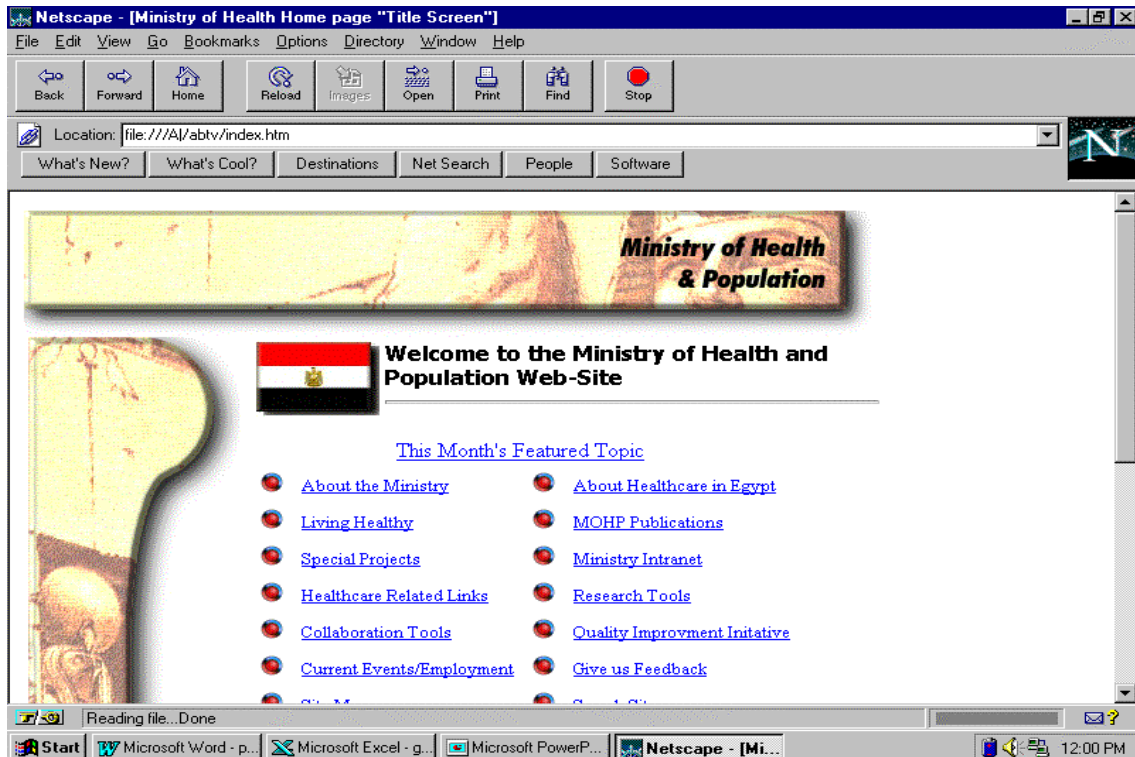 Netscape - [Ministry of Health Home page "Title Screen"]
File Edit View Go Bookmarks Options Directory Window Help
Back Forward Home Reload Images Open Print Find Stop
Location: file:///A|/abtv/index.htm
What's New? What's Cool? Destinations Net Search People Software
N
Ministry of Health
& Population
Welcome to the Ministry of Health and
Population Web-Site
This Month's Featured Topic
About the Ministry About Healthcare in Egypt
Living Healthy MOHP Publications
Special Projects Ministry Intranet
Healthcare Related Links Research Tools
Collaboration Tools Quality Improvment Initative
Current Events/Employment Give us Feedback
Reading file...Done
Start Microsoft Word - p... Microsoft Excel - g... Microsoft PowerP... Netscape - [Mi... 12:00 PM